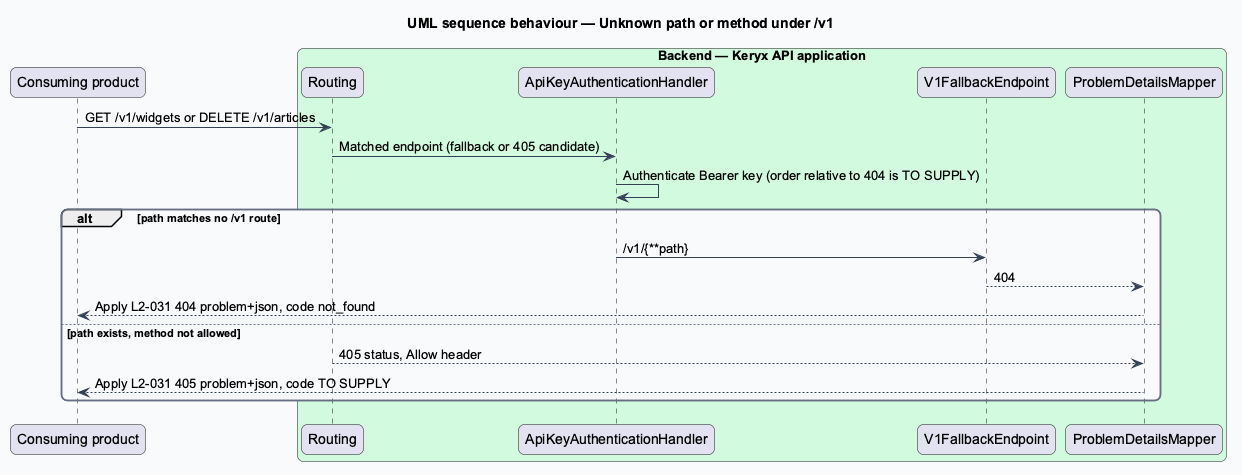 UML sequence behaviour — Unknown path or method under /v1
Backend — Keryx API application
Consuming product
Routing
ApiKeyAuthenticationHandler
V1FallbackEndpoint
ProblemDetailsMapper
GET /v1/widgets or DELETE /v1/articles
Matched endpoint (fallback or 405 candidate)
Authenticate Bearer key (order relative to 404 is TO SUPPLY)
alt
[path matches no /v1 route]
/v1/{**path}
404
Apply L2-031 404 problem+json, code not_found
[path exists, method not allowed]
405 status, Allow header
Apply L2-031 405 problem+json, code TO SUPPLY
Consuming product
Routing
ApiKeyAuthenticationHandler
V1FallbackEndpoint
ProblemDetailsMapper